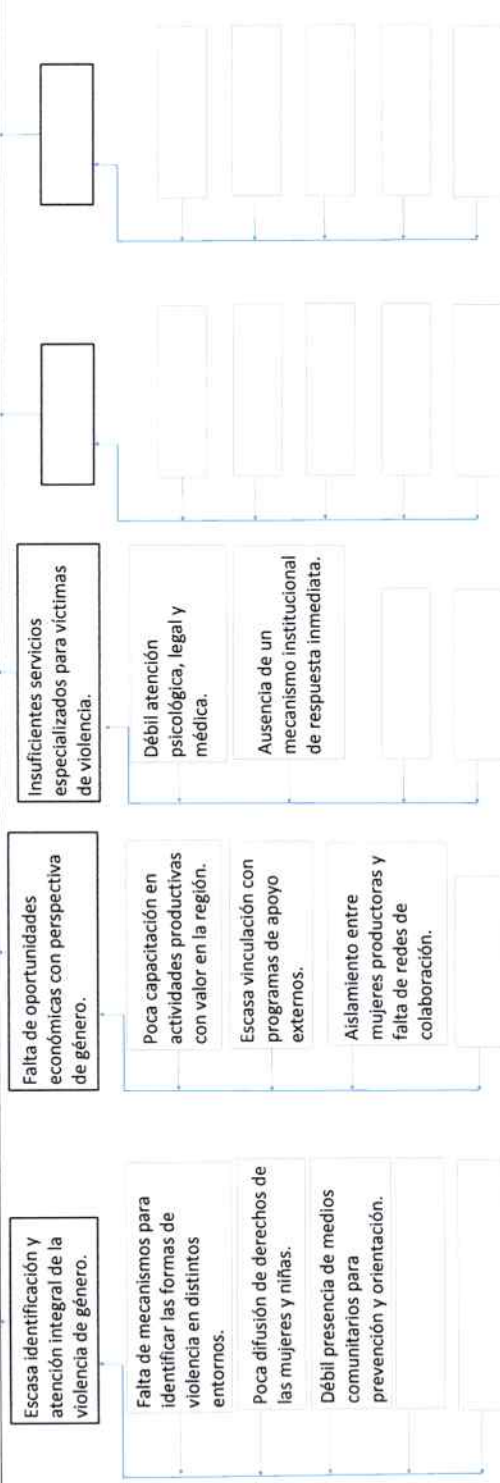 Escasa identificación y
atención integral de la
violencia de género.
Falta de mecanismos para
identificar las formas de
violencia en distintos
entornos.
Poca difusión de derechos de
las mujeres y niñas.
Débil presencia de medios
comunitarios para
prevención y orientación.
Falta de oportunidades
económicas con perspectiva
de género.
Poca capacitación en
actividades productivas
con valor en la región.
Escasa vinculación con
programas de apoyo
externos.
Aislamiento entre
mujeres productoras y
falta de redes de
colaboración.
Insuficientes servicios
especializados para víctimas
de violencia.
Débil atención
psicológica, legal y
médica.
Ausencia de un
mecanismo institucional
de respuesta inmediata.